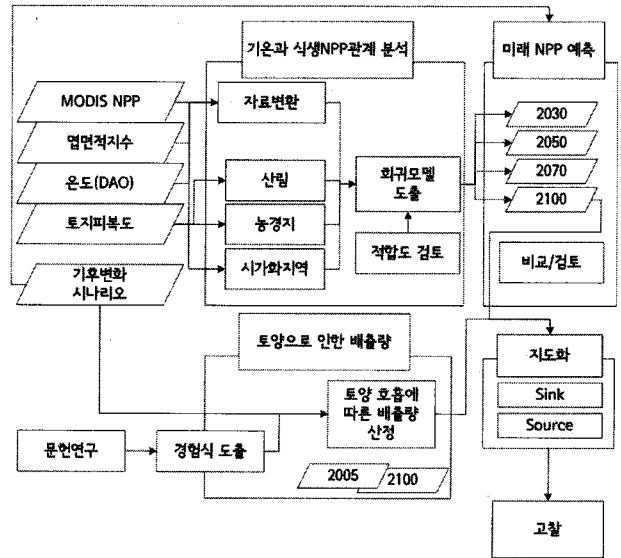 기온과 식생NPP관계 분석
미래 NPP 예측
MODIS NPP
엽면적지수
온도(DAO)
토지피복도
기후변화
시나리오
자료변환
산림
농경지
시가화지역
회귀모델
도출
적합도 검토
2030
2050
2070
2100
비교/검토
토양으로 인한 배출량
문헌연구
경험식 도출
토양 호흡에
따른 배출량
산정
2005
2100
지도화
Sink
Source
고찰